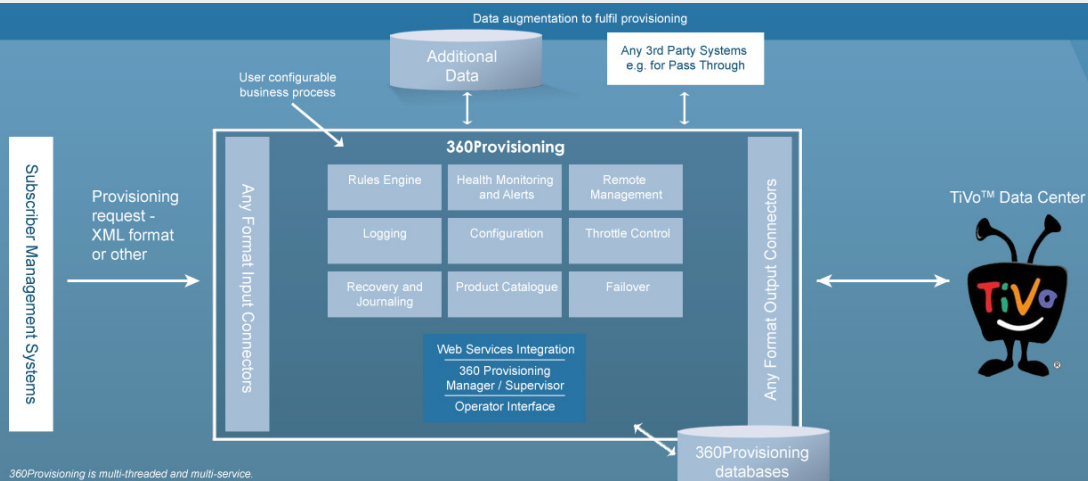 Data augmentation to fulfil provisioning
Additional
Data
Any 3rd Party Systems
e.g. for Pass Through
User configurable
business process
Subscriber Management Systems
Provisioning
request -
XML format
or other
Any Format Input Connectors
360Provisioning
Rules Engine
Health Monitoring
and Alerts
Remote
Management
Logging
Configuration
Throttle Control
Recovery and
Journaling
Product Catalogue
Failover
Web Services Integration
360 Provisioning
Manager / Supervisor
Operator Interface
Any Format Output Connectors
TiVo™ Data Center
TiVo
®
360Provisioning
databases
360Provisioning is multi-threaded and multi-service.